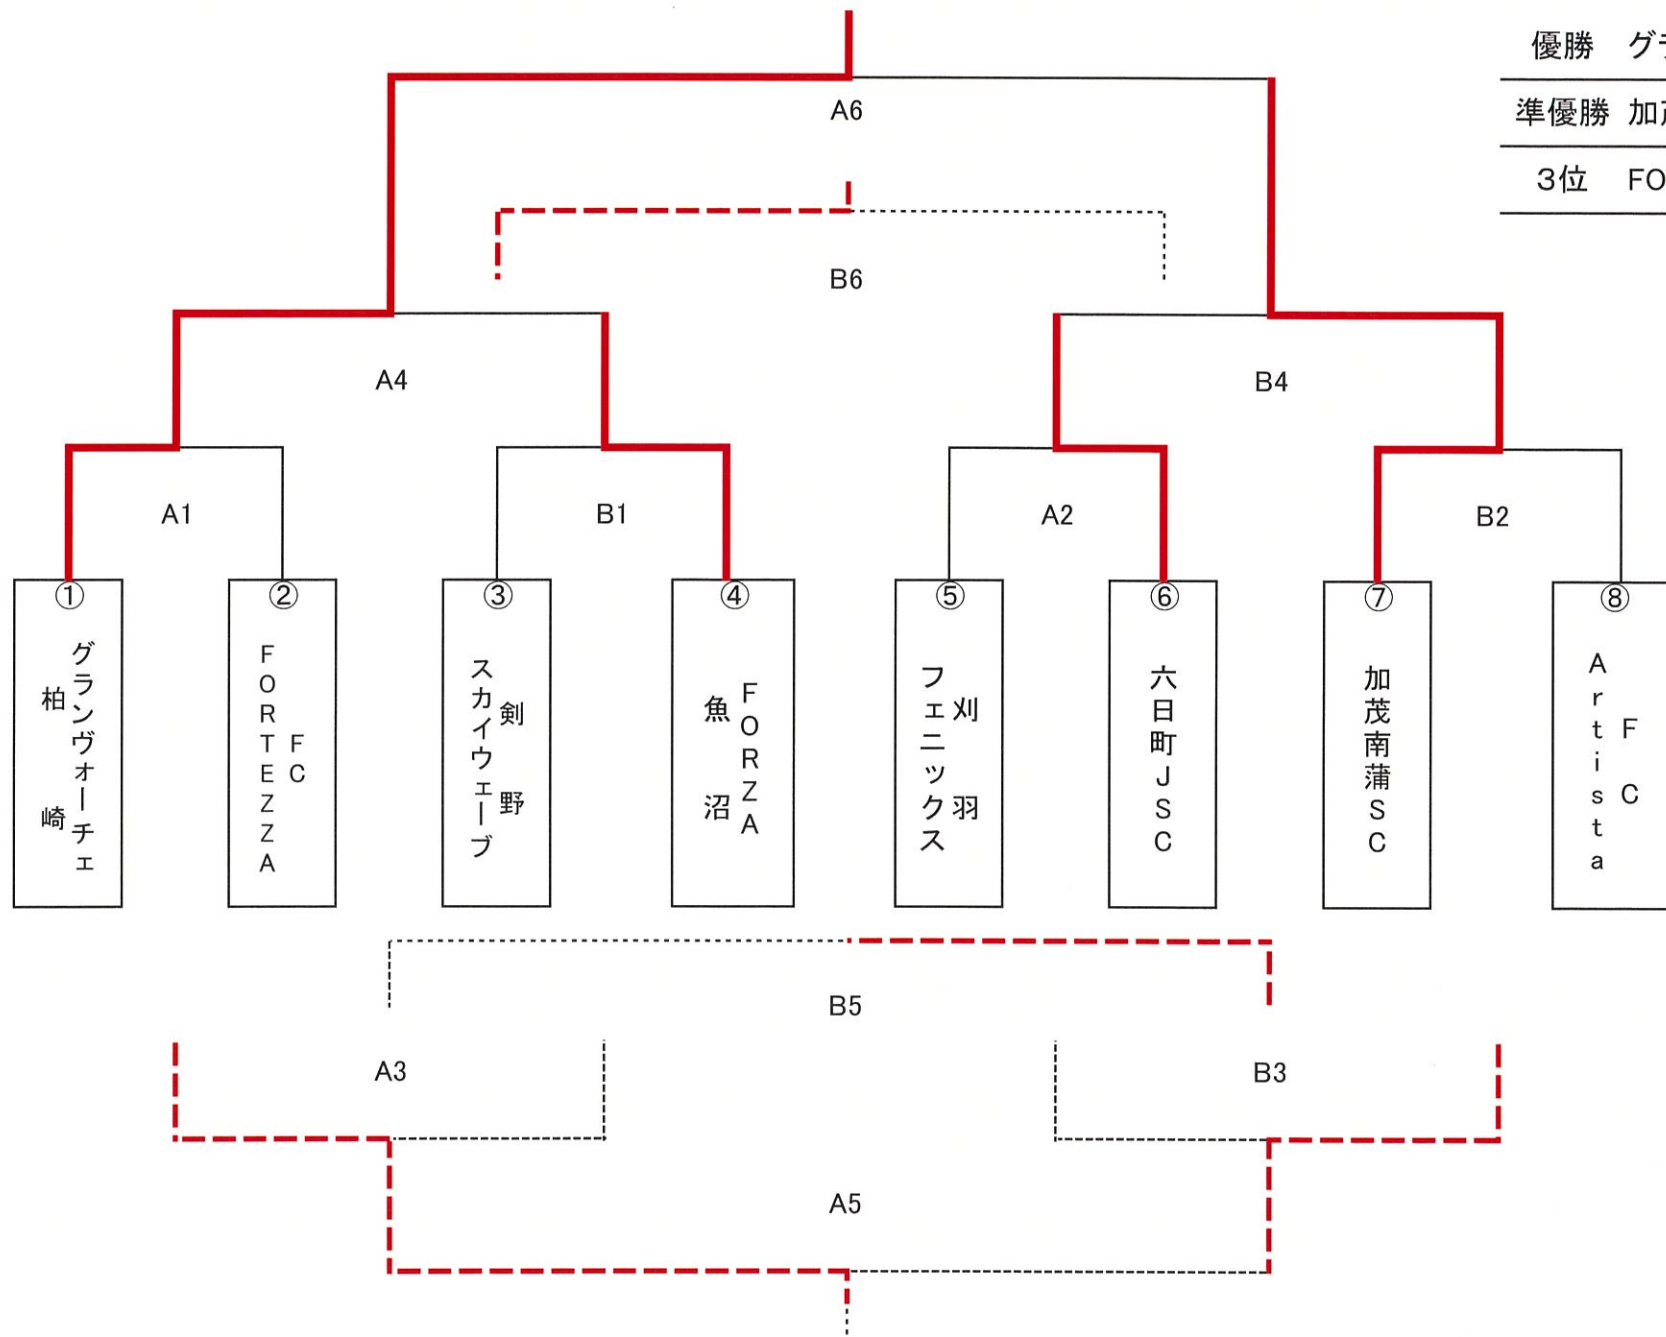 優勝 グラ
準優勝 加茂
３位 FO
A6
B6
A4
B4
A1
B1
A2
B2
①
グランヴォーチェ
柏崎
②
FC
FORTEZZA
③
剣野
スカイウェーブ
④
FORZA
魚沼
⑤
刈羽
フェニックス
⑥
六日町JSC
⑦
加茂南蒲SC
⑧
FC
Artista
B5
A3
B3
A5